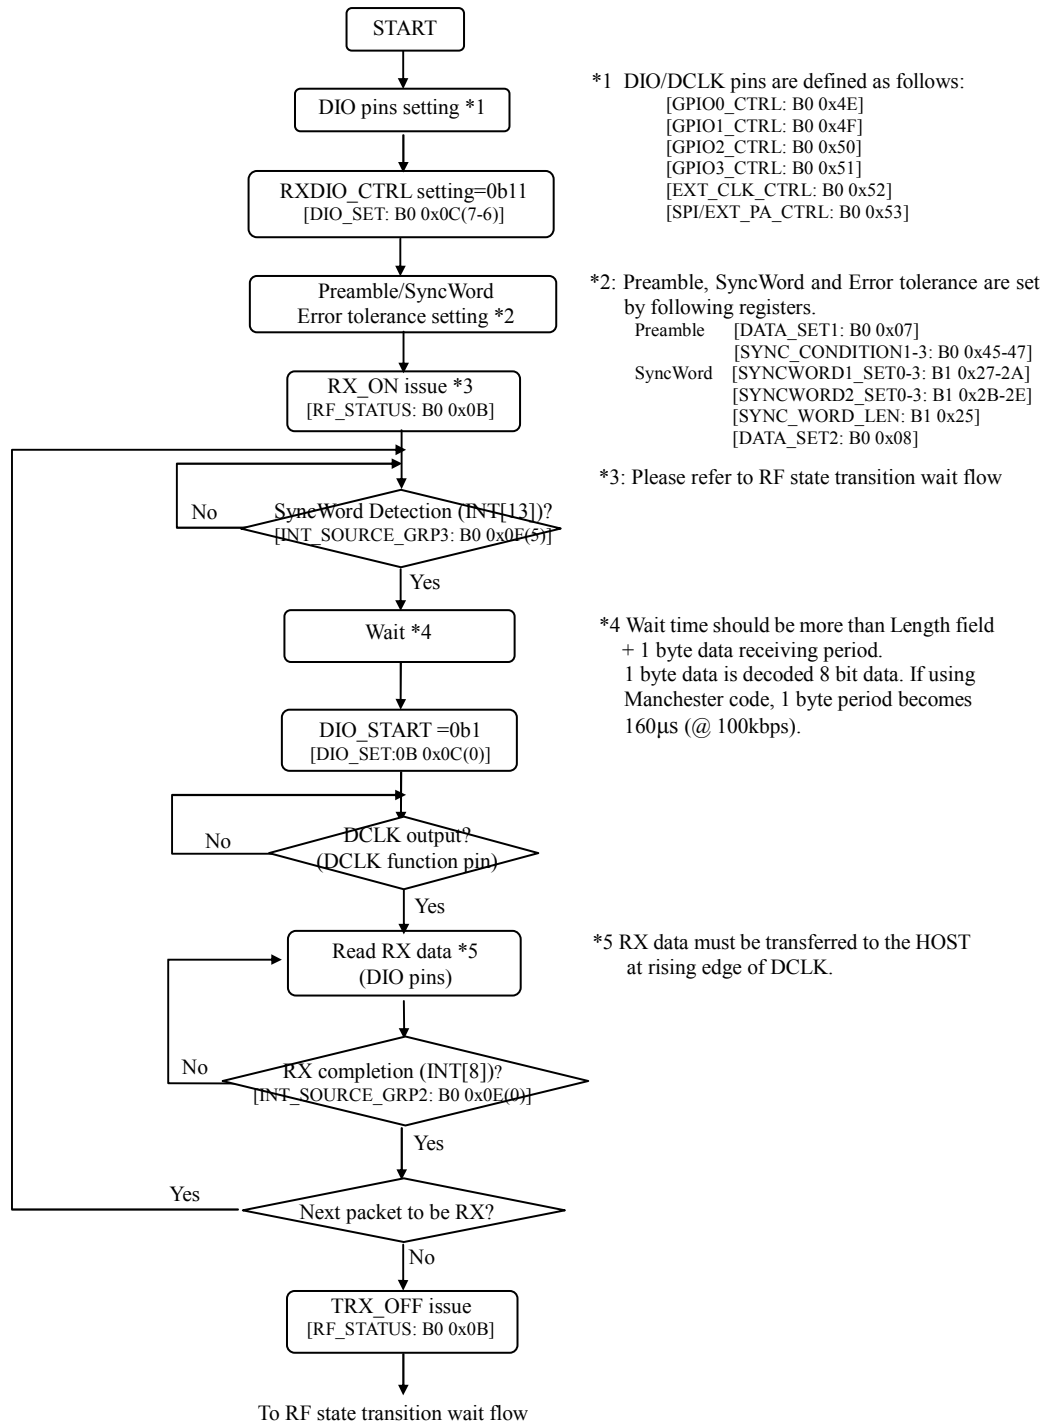 START
DIO pins setting *1
RXDIO_CTRL setting=0b11
[DIO_SET: B0 0x0C(7-6)]
Preamble/SyncWord
Error tolerance setting *2
RX_ON issue *3
[RF_STATUS: B0 0x0B]
No
SyncWord Detection (INT[13])?
[INT_SOURCE_GRP3: B0 0x0F(5)]
Yes
Wait *4
DIO_START =0b1
[DIO_SET:0B 0x0C(0)]
No
DCLK output?
(DCLK function pin)
Yes
Read RX data *5
(DIO pins)
No
RX completion (INT[8])?
[INT_SOURCE_GRP2: B0 0x0E(0)]
Yes
Yes
Next packet to be RX?
No
TRX_OFF issue
[RF_STATUS: B0 0x0B]
To RF state transition wait flow
*1 DIO/DCLK pins are defined as follows:
[GPIO0_CTRL: B0 0x4E]
[GPIO1_CTRL: B0 0x4F]
[GPIO2_CTRL: B0 0x50]
[GPIO3_CTRL: B0 0x51]
[EXT_CLK_CTRL: B0 0x52]
[SPI/EXT_PA_CTRL: B0 0x53]
*2: Preamble, SyncWord and Error tolerance are set
by following registers.
Preamble [DATA_SET1: B0 0x07]
[SYNC_CONDITION1-3: B0 0x45-47]
SyncWord [SYNCWORD1_SET0-3: B1 0x27-2A]
[SYNCWORD2_SET0-3: B1 0x2B-2E]
[SYNC_WORD_LEN: B1 0x25]
[DATA_SET2: B0 0x08]
*3: Please refer to RF state transition wait flow
*4 Wait time should be more than Length field
+ 1 byte data receiving period.
1 byte data is decoded 8 bit data. If using
Manchester code, 1 byte period becomes
160μs (@ 100kbps).
*5 RX data must be transferred to the HOST
at rising edge of DCLK.